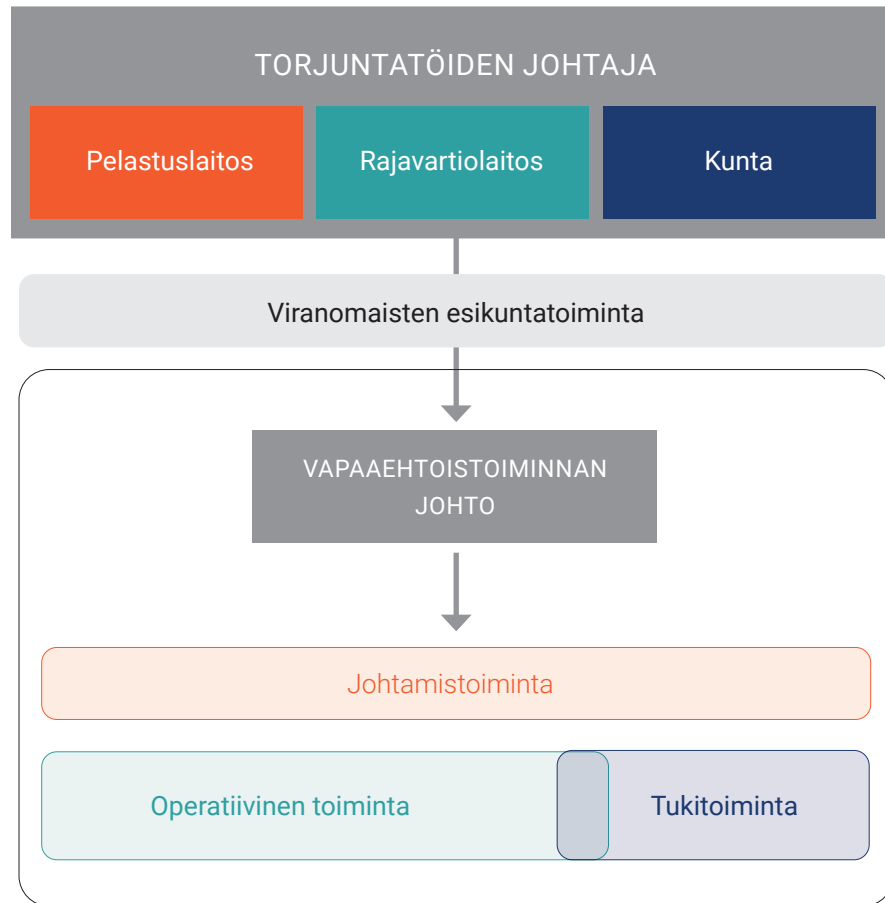 TORJUNTATÖIDEN JOHTAJA
Pelastuslaitos
Rajavartiolaitos
Kunta
Viranomaisten esikuntatoiminta
VAPAAEHTOISTOIMINNAN
JOHTO
Johtamistoiminta
Operatiivinen toiminta
Tukitoiminta